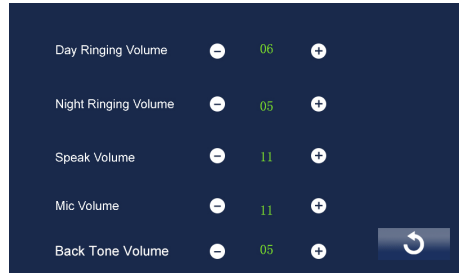 Day Ringing Volume 06
Night Ringing Volume 05
Speak Volume 11
Mic Volume 11
Back Tone Volume 05